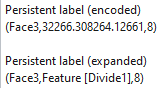 Persistent label (encoded)
(Face3,32266.308264.12661,8)
Persistent label (expanded)
(Face3,Feature [Divide1],8)